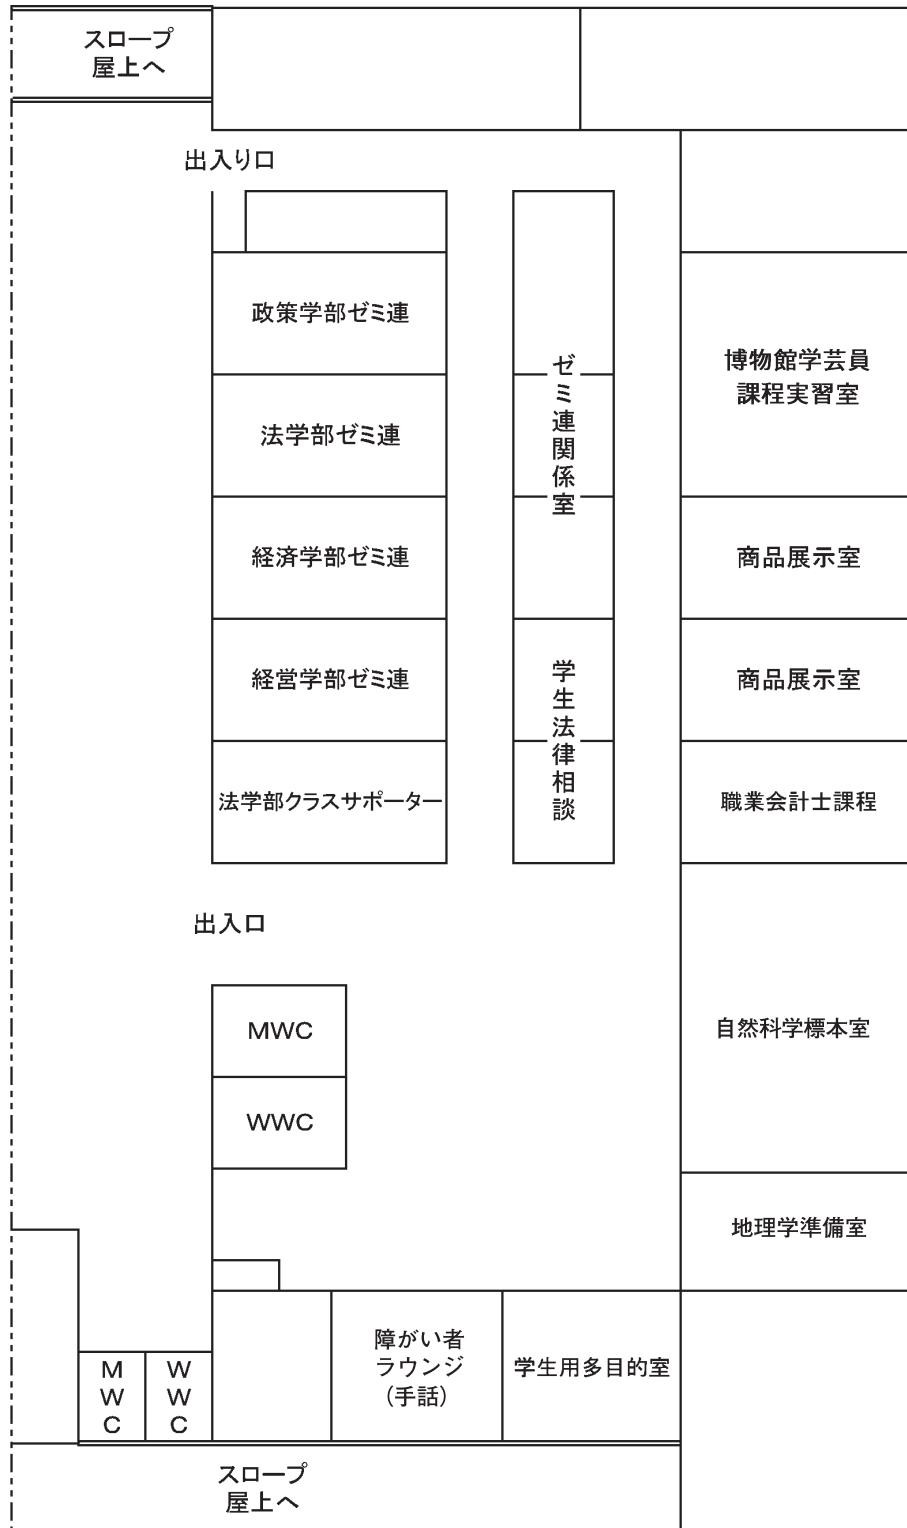 スロープ
屋上へ
出入り口
政策学部ゼミ連
法学部ゼミ連
経済学部ゼミ連
経営学部ゼミ連
法学部クラスサポーター
ゼミ連関係室
学生法律相談
博物館学芸員
課程実習室
商品展示室
商品展示室
職業会計士課程
出入口
MWC
WWC
自然科学標本室
地理学準備室
MWC
WWC
障がい者
ラウンジ
(手話)
学生用多目的室
スロープ
屋上へ